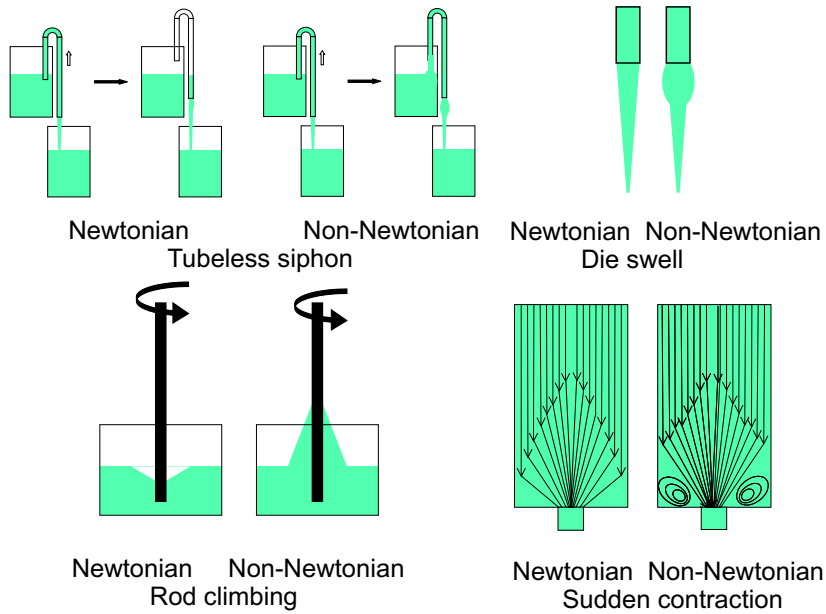 Newtonian Non-Newtonian
Tubeless siphon
Newtonian Non-Newtonian
Die swell
Newtonian Non-Newtonian
Rod climbing
Newtonian Non-Newtonian
Sudden contraction